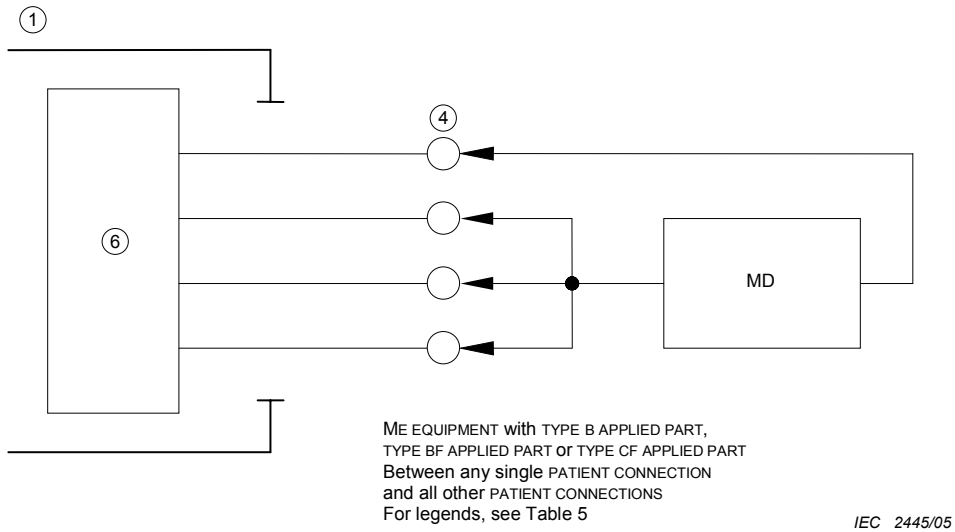 1
4
6
MD
ME EQUIPMENT with TYPE B APPLIED PART,
TYPE BF APPLIED PART or TYPE CF APPLIED PART
Between any single PATIENT CONNECTION
and all other PATIENT CONNECTIONS
For legends, see Table 5
IEC 2445/05